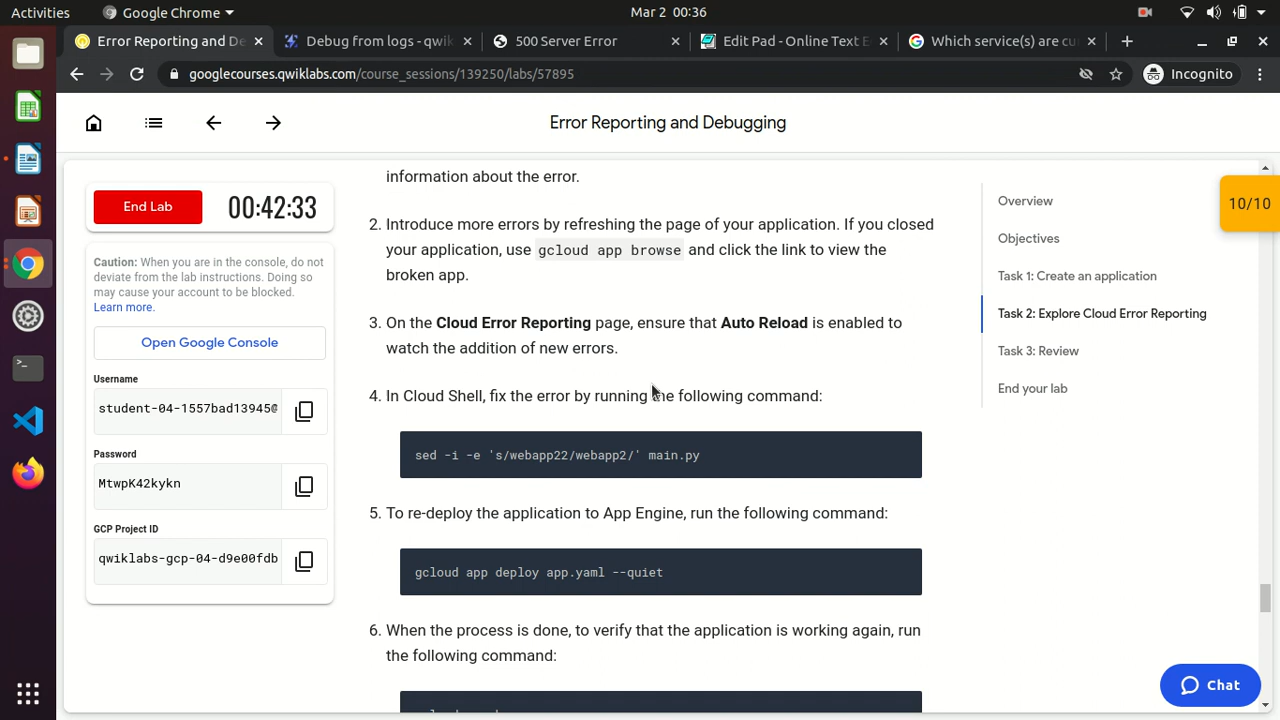 Activities
Google Chrome
Mar 2 00:36
Error Reporting and De
Debug from logs - qwik
500 Server Error
Edit Pad - Online Text E
Which service(s) are cu
googlecourses.qwiklabs.com/course_sessions/139250/labs/57895
Incognito
Error Reporting and Debugging
End Lab
00:42:33
Caution: When you are in the console, do not
deviate from the lab instructions. Doing so
may cause your account to be blocked.
Learn more.
Open Google Console
Username
student-04-1557bad13945@
Password
MtwpK42kykn
GCP Project ID
qwiklabs-gcp-04-d9e00fdb
information about the error.
2. Introduce more errors by refreshing the page of your application. If you closed
your application, use gcloud app browse and click the link to view the
broken app.
3. On the Cloud Error Reporting page, ensure that Auto Reload is enabled to
watch the addition of new errors.
4. In Cloud Shell, fix the error by running the following command:
sed -i -e 's/webapp22/webapp2/' main.py
5. To re-deploy the application to App Engine, run the following command:
gcloud app deploy app.yaml --quiet
6. When the process is done, to verify that the application is working again, run
the following command:
Overview
Objectives
Task 1: Create an application
Task 2: Explore Cloud Error Reporting
Task 3: Review
End your lab
10/10
Chat